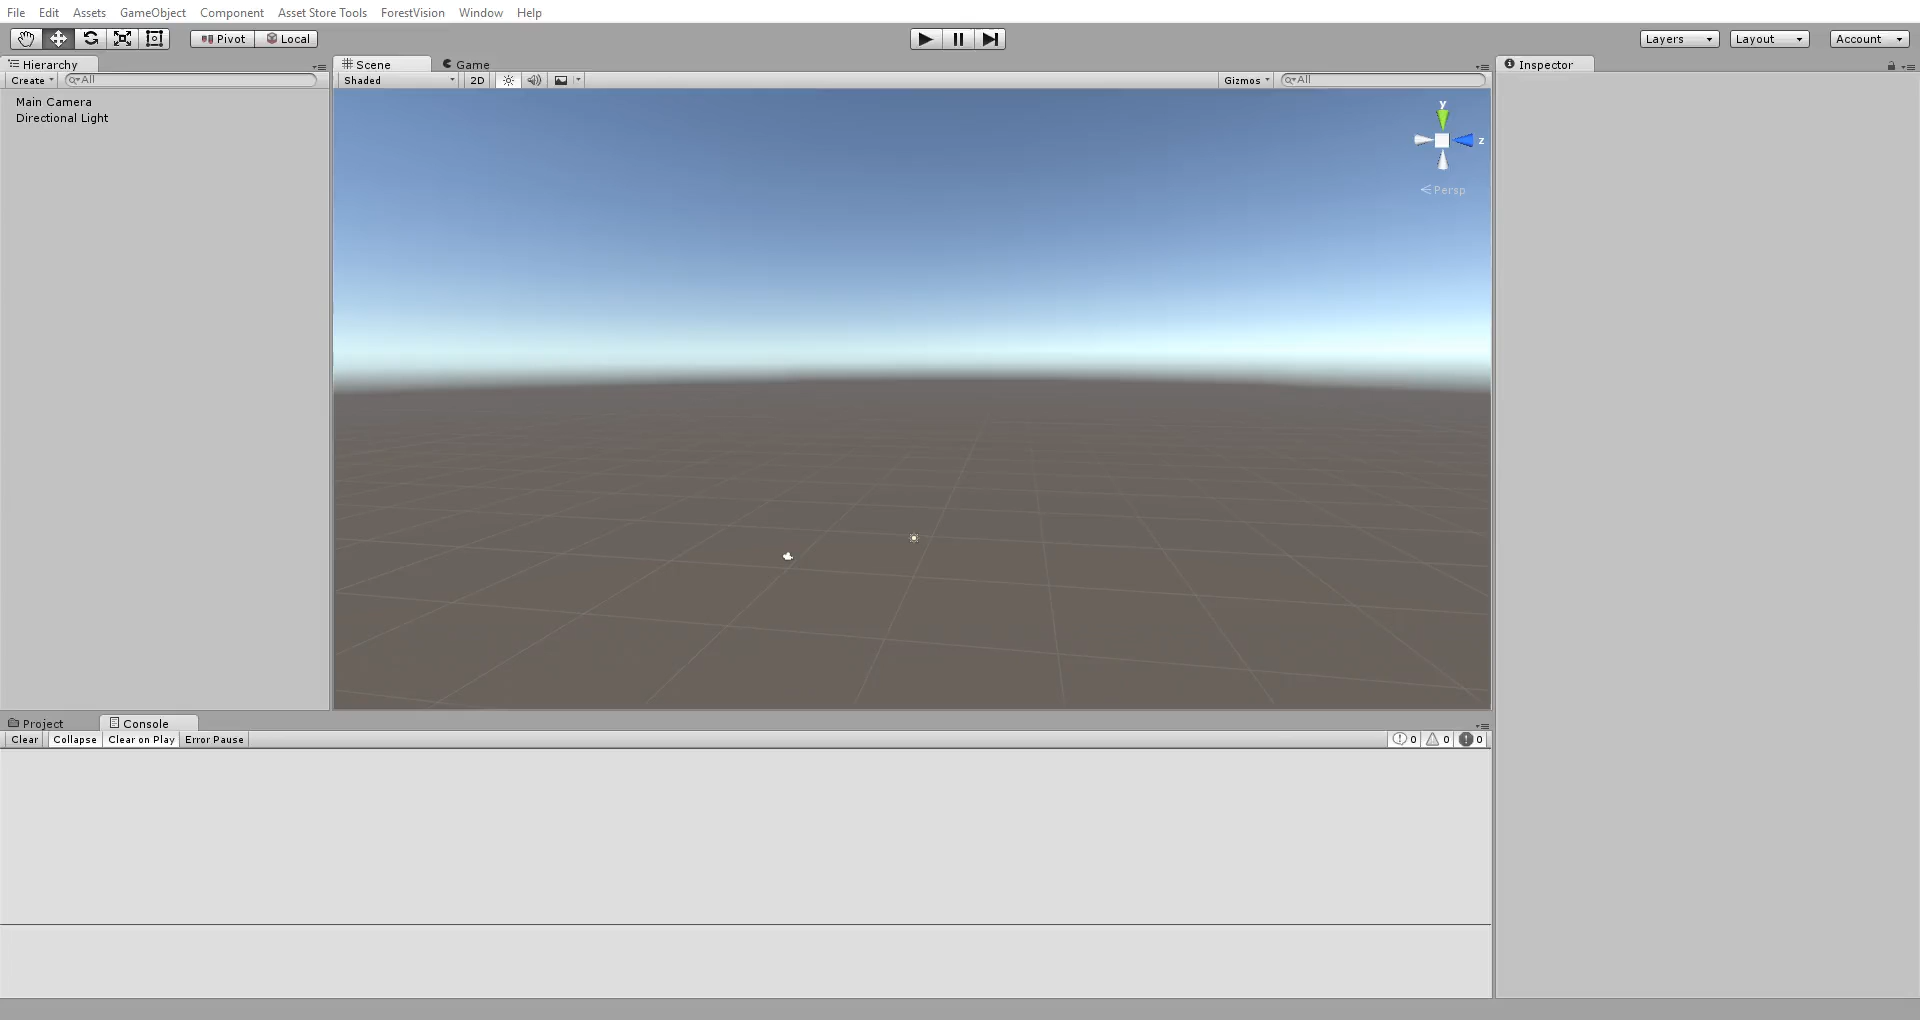 File Edit Assets GameObject Component Asset Store Tools ForestVision Window Help
Pivot Local Layers Layout Account
Hierarchy Scene Game Inspector
Create All Shaded 2D Gizmos All
Main Camera
Directional Light
y
z
Persp
Project Console
Clear Collapse Clear on Play Error Pause 0 0 0